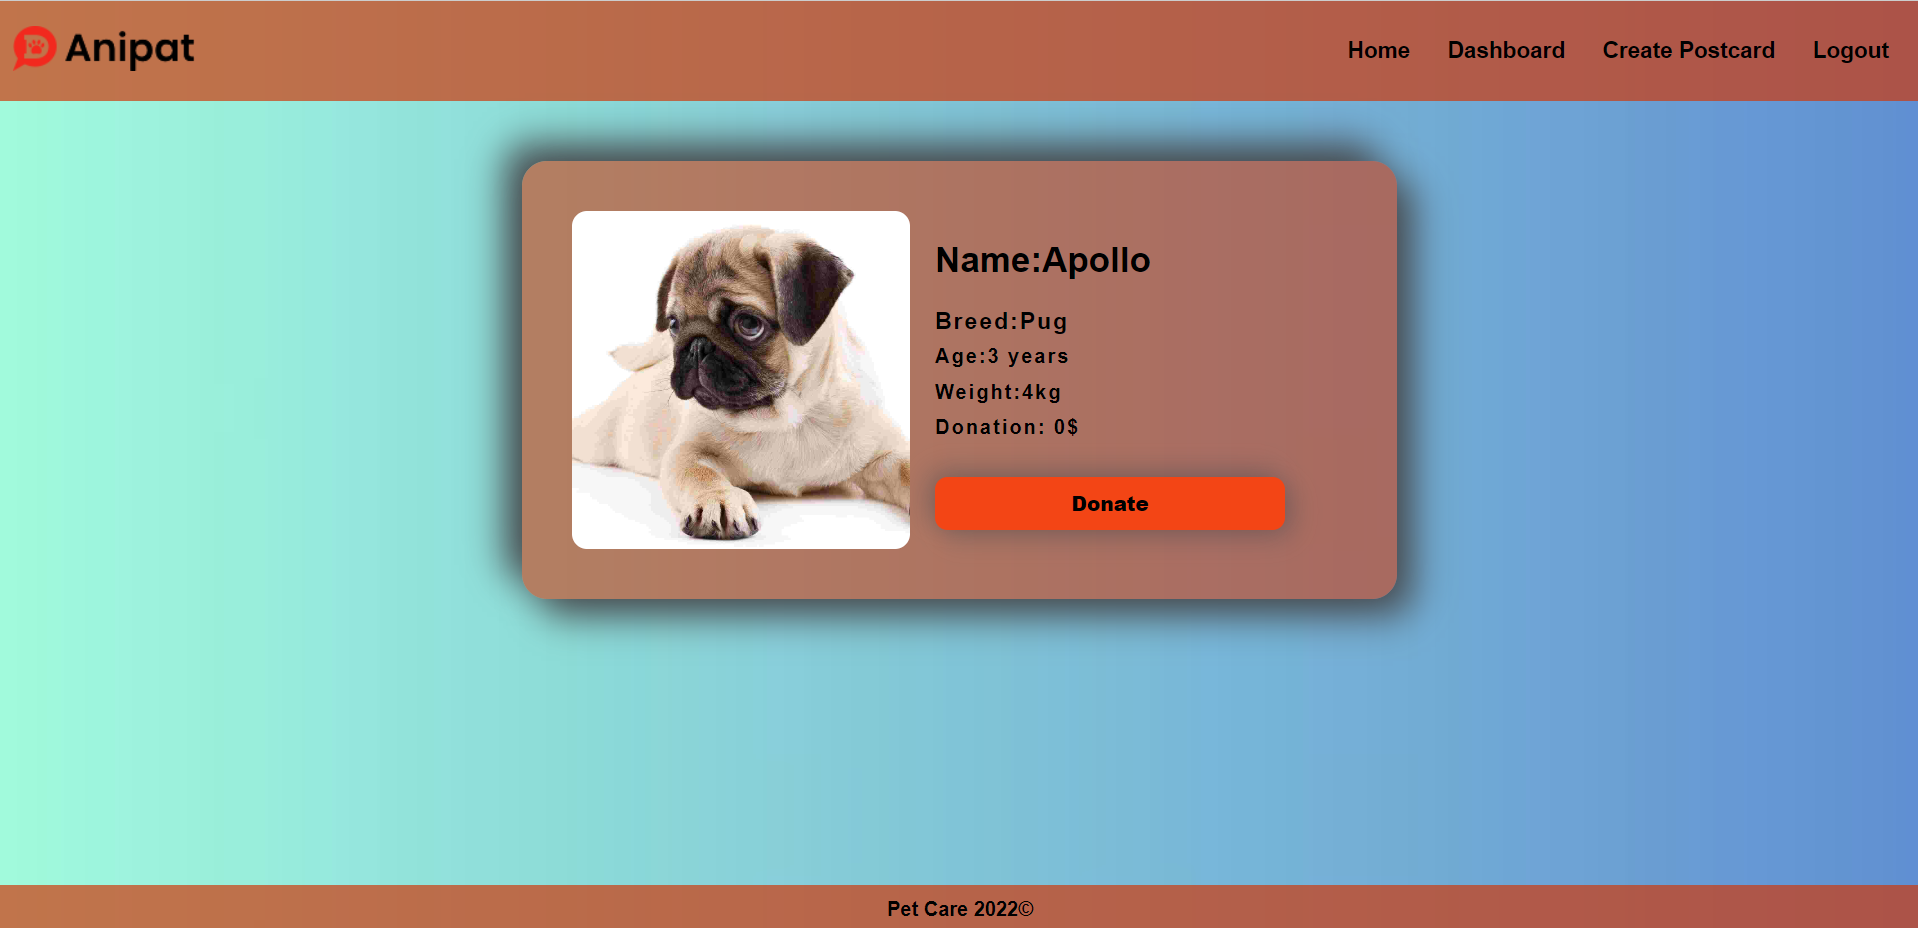 Anipat
Home Dashboard Create Postcard Logout
Name:Apollo
Breed:Pug
Age:3 years
Weight:4kg
Donation: 0$
Donate
Pet Care 2022©